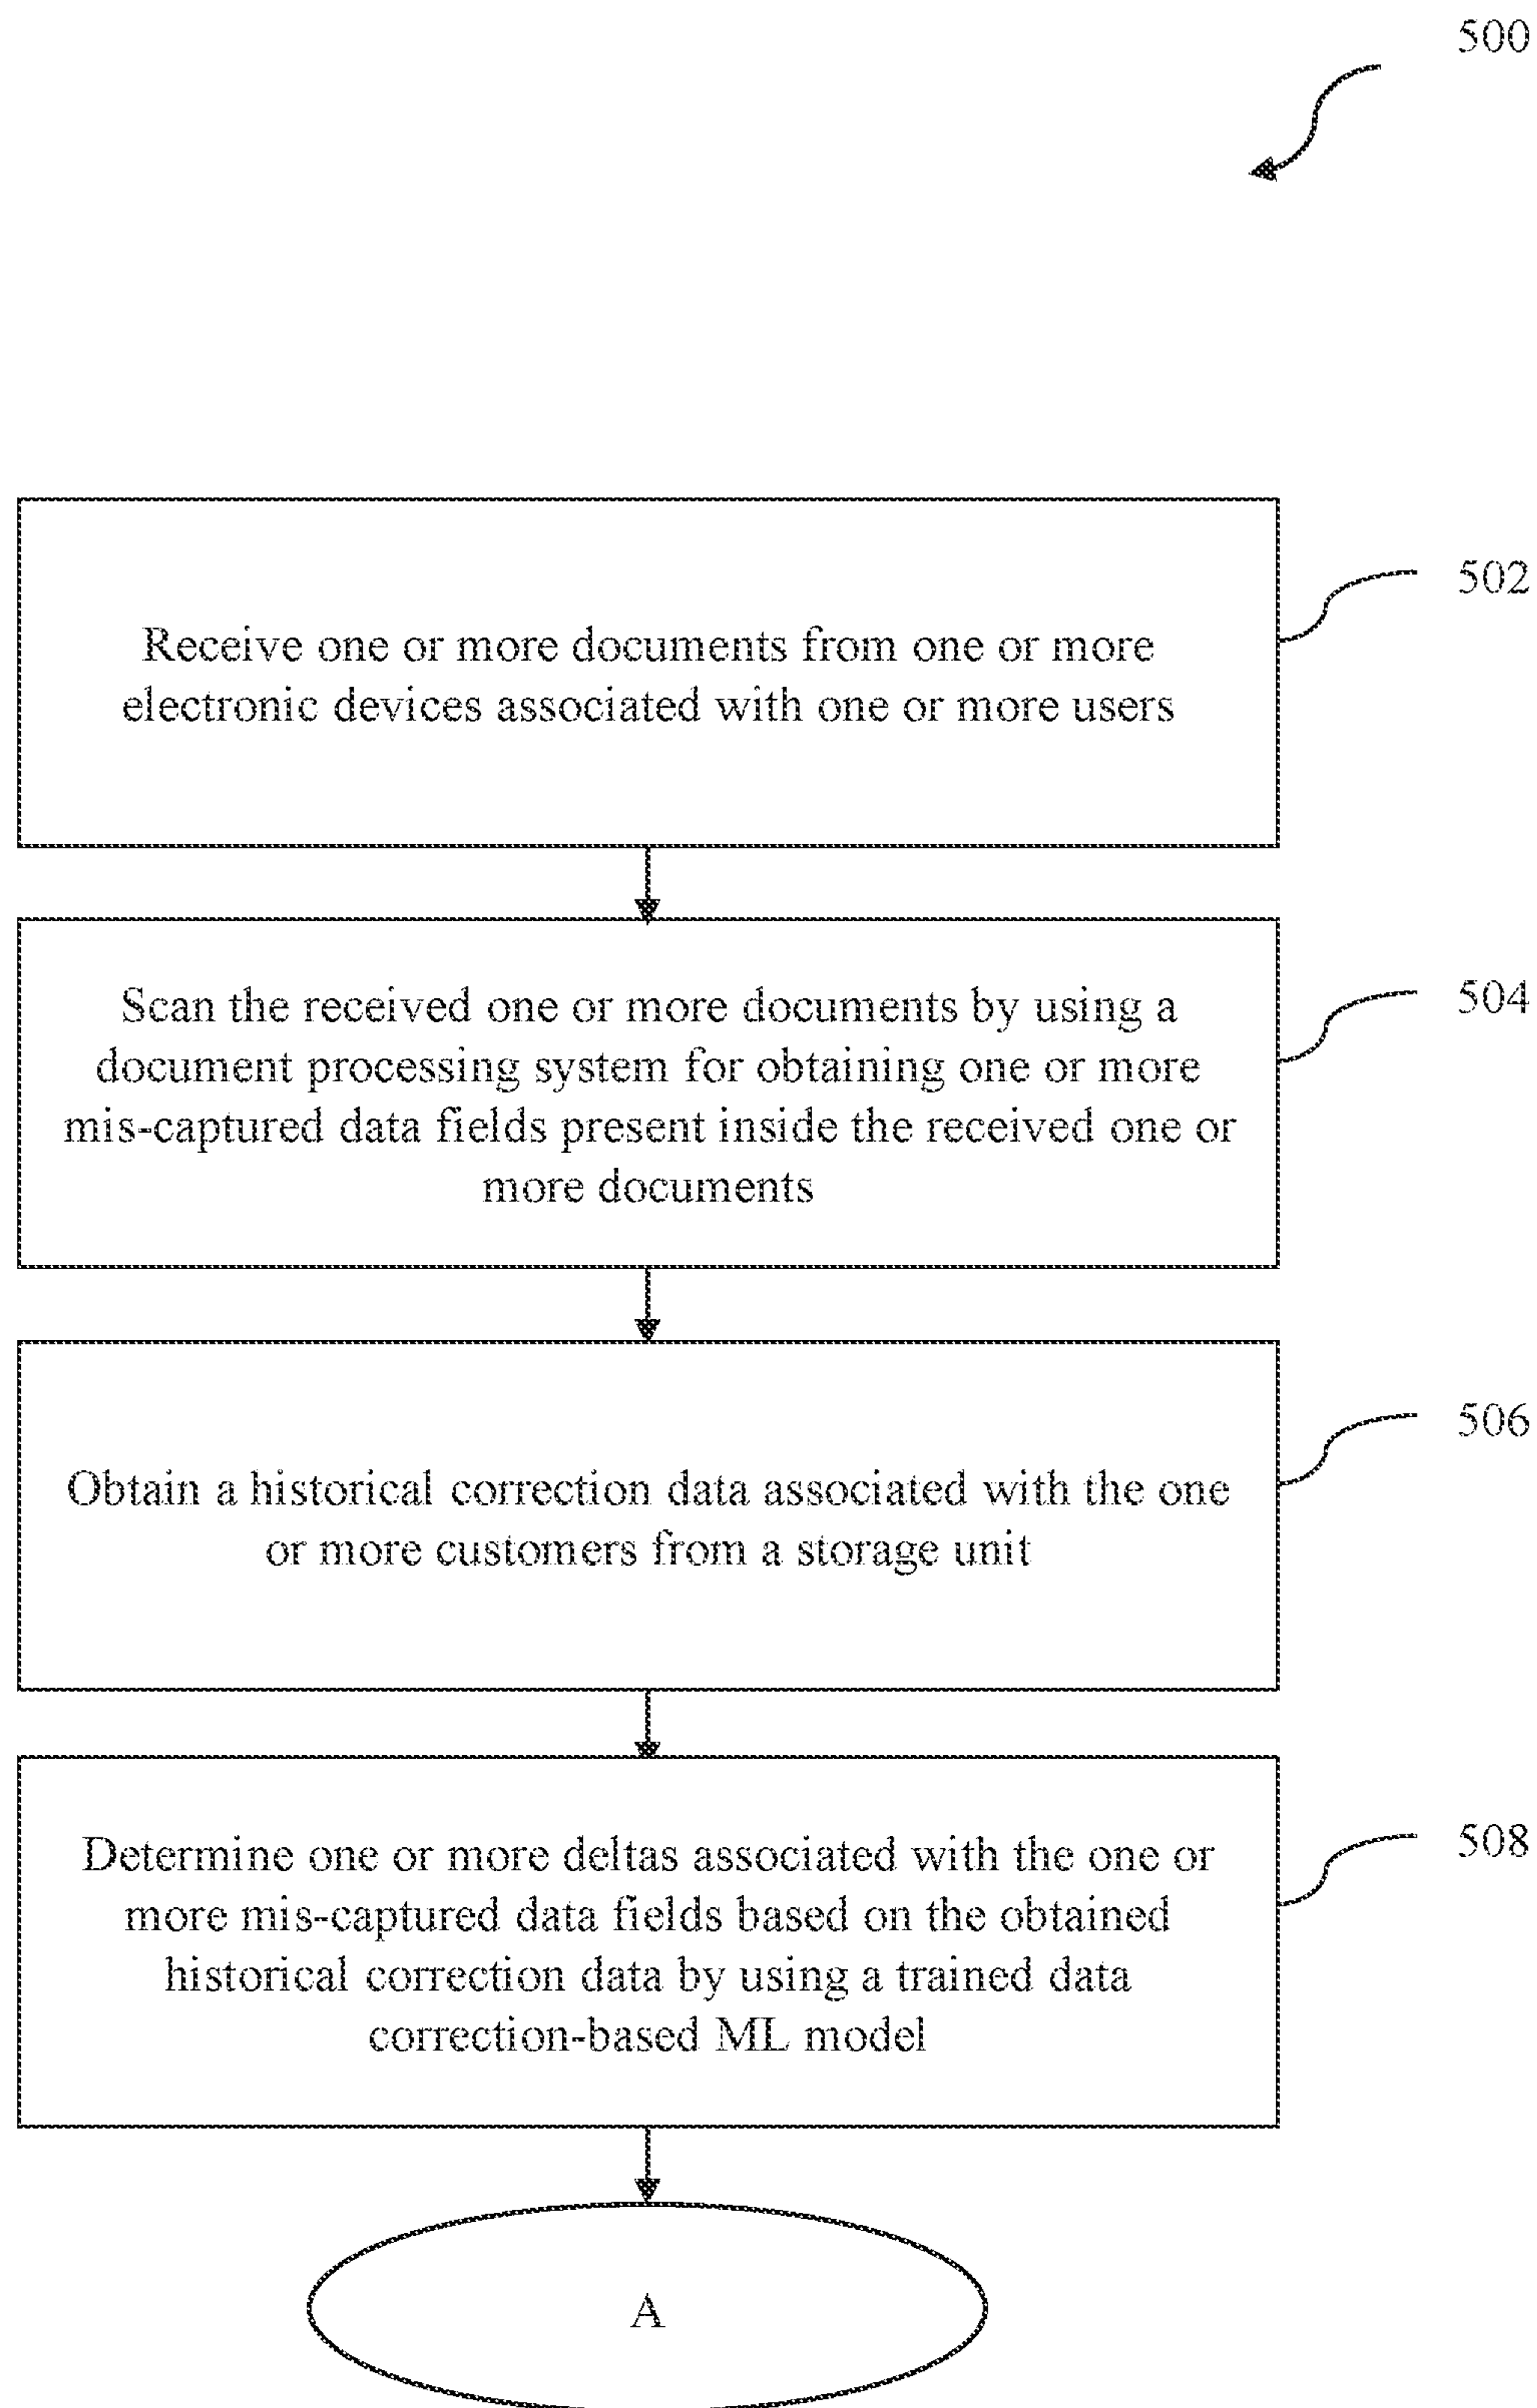 500
502
Receive one or more documents from one or more
electronic devices associated with one or more users
504
Scan the received one or more documents by using a
document processing system for obtaining one or more
mis-captured data fields present inside the received one or
more documents
506
Obtain a historical correction data associated with the one
or more customers from a storage unit
508
Determine one or more deltas associated with the one or
more mis-captured data fields based on the obtained
historical correction data by using a trained data
correction-based ML model
A